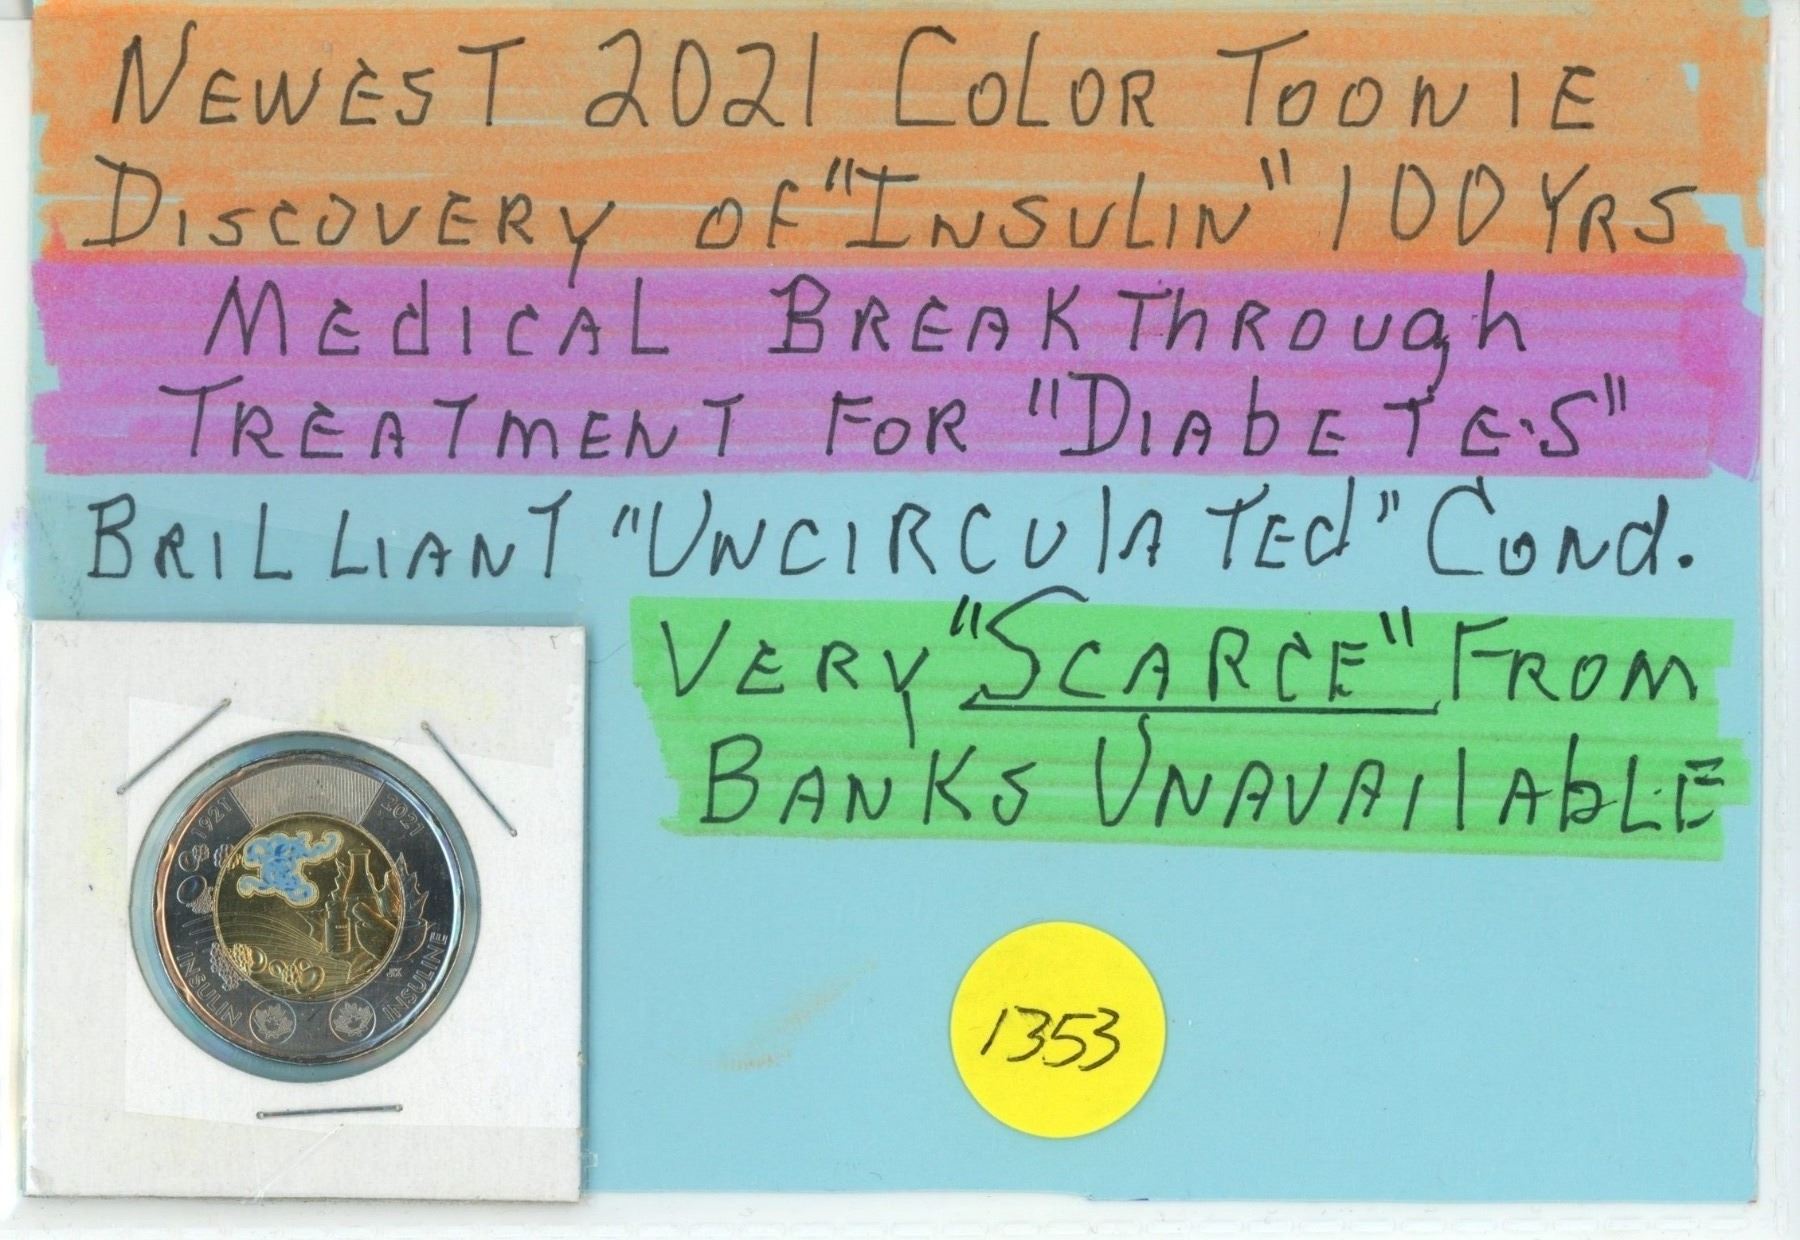 NEWEST 2021 COLOR TOONIE
DISCOVERY OF "INSULIN" 100 YRS
MEdICAL BREAKThROUgh
TREATMENT FOR "DIAbETES"
BRILLIANT "UNCIRCUlATEd" CONd.
VERY "SCARCE" FROM
BANKS UNAVAIlAbLE
1921 2021
INSULIN INSULINE
JK
1353